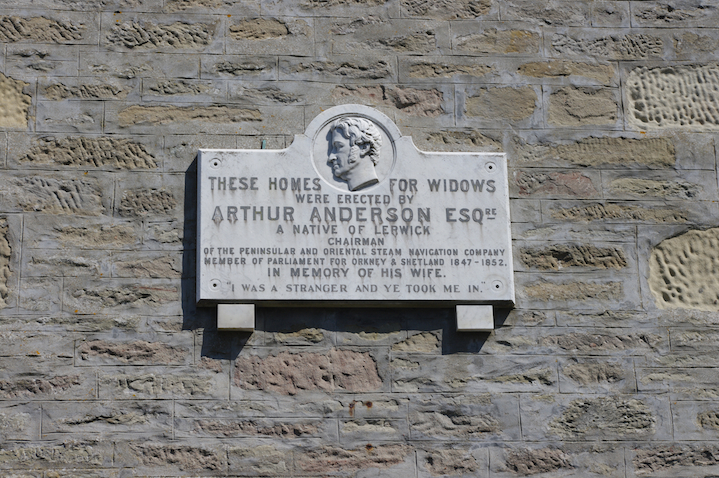 THESE HOMES FOR WIDOWS
WERE ERECTED BY
ARTHUR ANDERSON ESQRE
A NATIVE OF LERWICK
CHAIRMAN
OF THE PENINSULAR AND ORIENTAL STEAM NAVIGATION COMPANY.
MEMBER OF PARLIAMENT FOR ORKNEY & SHETLAND 1847-1852.
IN MEMORY OF HIS WIFE.
"I WAS A STRANGER AND YE TOOK ME IN."